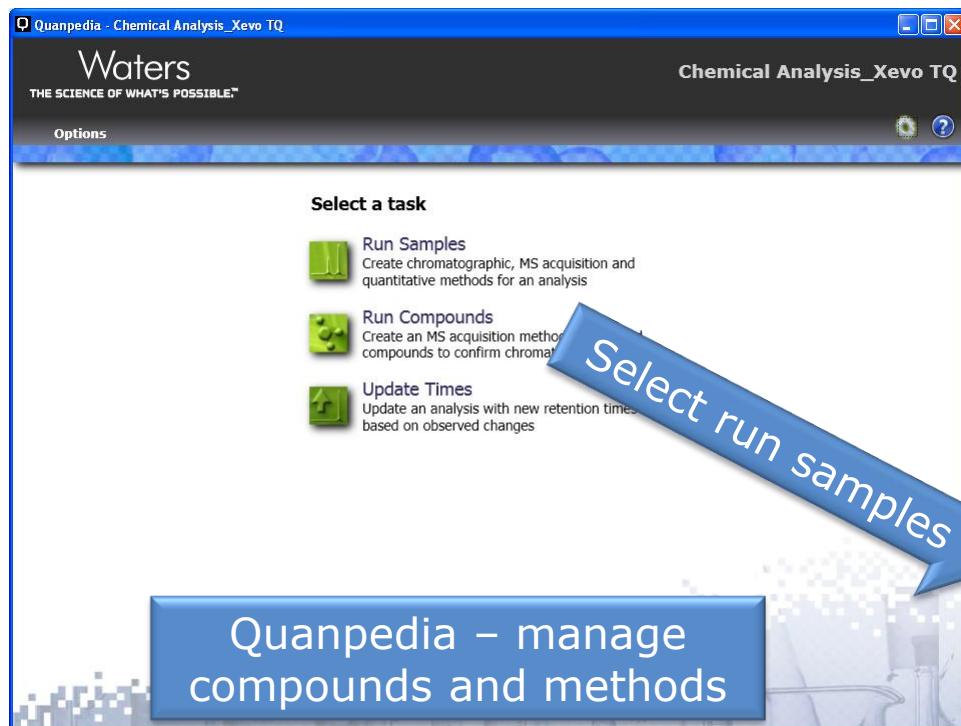 Quanpedia - Chemical Analysis_Xevo TQ
Waters
THE SCIENCE OF WHAT'S POSSIBLE.™
Chemical Analysis_Xevo TQ
Options
Select a task
Run Samples
Create chromatographic, MS acquisition and
quantitative methods for an analysis
Run Compounds
Create an MS acquisition
compounds to confirm
Update Times
Update an analysis with new retention
based on observed changes
Select run samples
Quanpedia – manage
compounds and methods